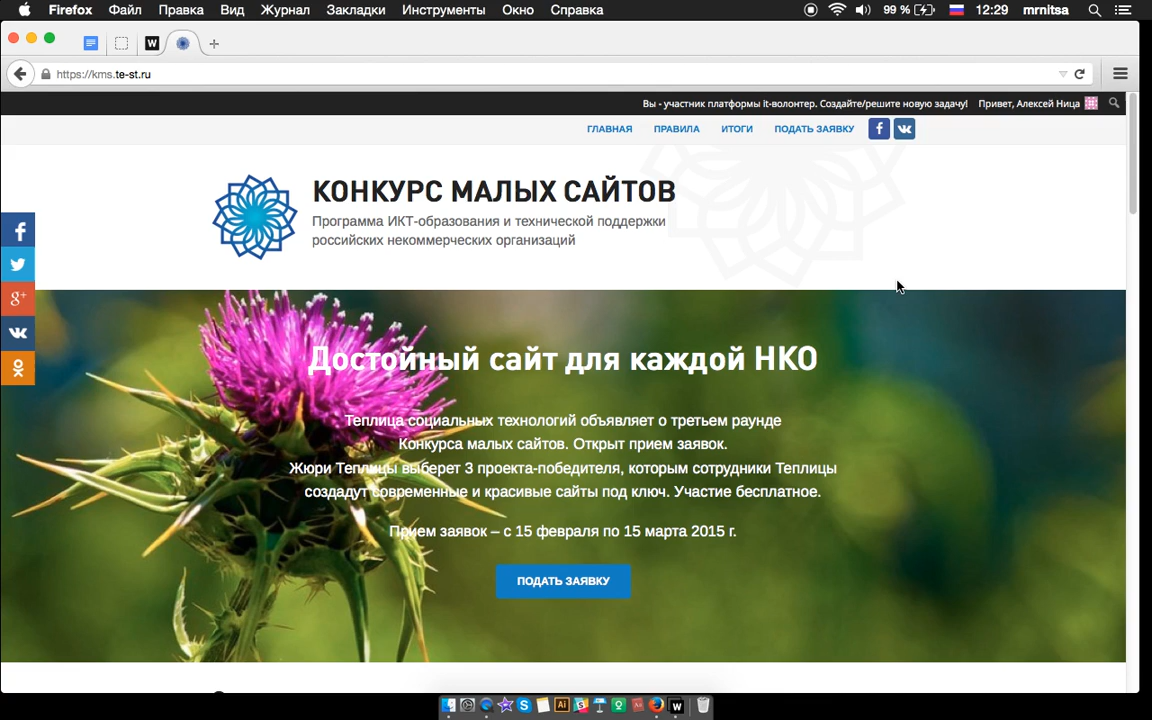 Firefox Файл Правка Вид Журнал Закладки Инструменты Окно Справка 99 % 12:29 mrnitsa
W
https://kms.te-st.ru
Вы - участник платформы it-волонтер. Создайте/решите новую задачу! Привет, Алексей Ница
ГЛАВНАЯ ПРАВИЛА ИТОГИ ПОДАТЬ ЗАЯВКУ
КОНКУРС МАЛЫХ САЙТОВ
Программа ИКТ-образования и технической поддержки
российских некоммерческих организаций
Достойный сайт для каждой НКО
Теплица социальных технологий объявляет о третьем раунде
Конкурса малых сайтов. Открыт прием заявок.
Жюри Теплицы выберет 3 проекта-победителя, которым сотрудники Теплицы
создадут современные и красивые сайты под ключ. Участие бесплатное.
Прием заявок – с 15 февраля по 15 марта 2015 г.
ПОДАТЬ ЗАЯВКУ